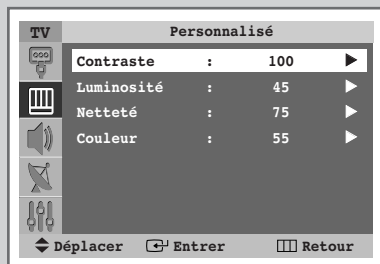 TV Personnalisé
Contraste : 100
Luminosité : 45
Netteté : 75
Couleur : 55
Déplacer Entrer Retour